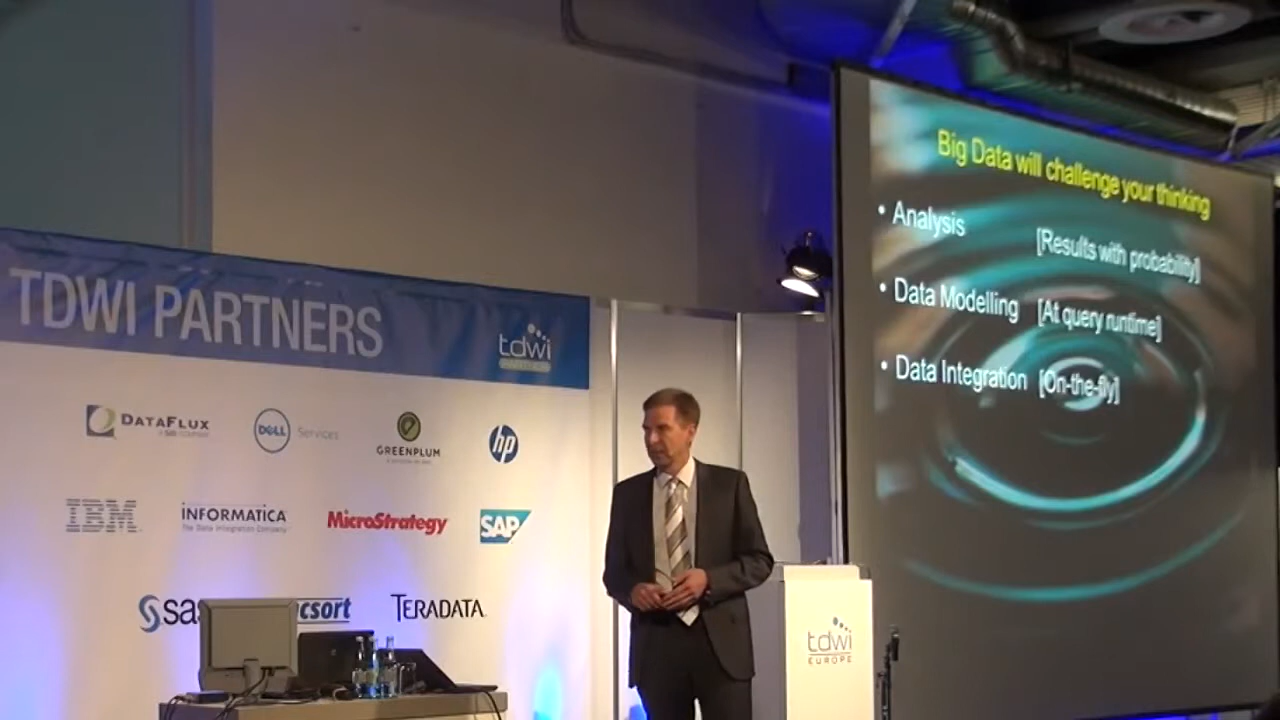 TDWI PARTNERS
tdwi
DATAFLUX
DELL Services
GREENPLUM
hp
IBM
INFORMATICA
The Data Integration Company
MicroStrategy
SAP
sas
csort
TERADATA
tdwi
EUROPE
Big Data will challenge your thinking
• Analysis [Results with probability]
• Data Modelling [At query runtime]
• Data Integration [On-the-fly]